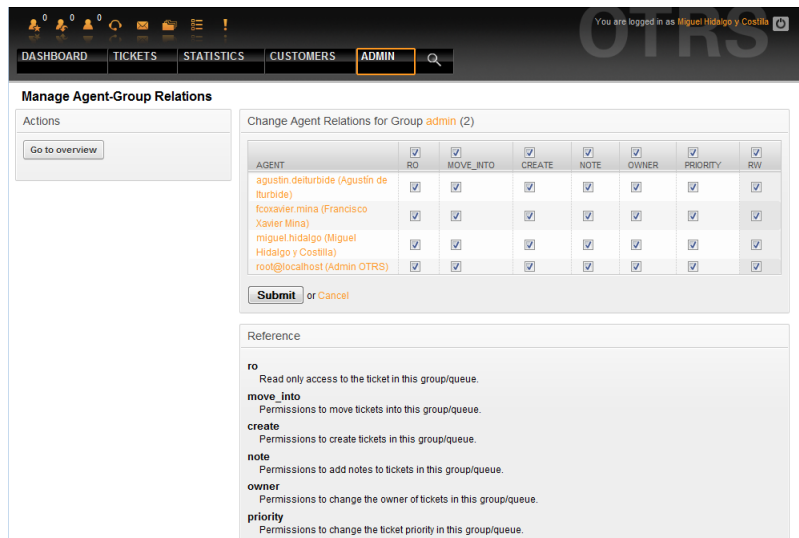 0 0 0
You are logged in as Miguel Hidalgo y Costilla
OTRS
DASHBOARD TICKETS STATISTICS CUSTOMERS ADMIN
Manage Agent-Group Relations
Actions
Go to overview
Change Agent Relations for Group admin (2)
AGENT RO MOVE_INTO CREATE NOTE OWNER PRIORITY RW
agustin.deiturbide (Agustín de
Iturbide)
fcoxavier.mina (Francisco
Xavier Mina)
miguel.hidalgo (Miguel
Hidalgo y Costilla)
root@localhost (Admin OTRS)
Submit or Cancel
Reference
ro
Read only access to the ticket in this group/queue.
move_into
Permissions to move tickets into this group/queue.
create
Permissions to create tickets in this group/queue.
note
Permissions to add notes to tickets in this group/queue.
owner
Permissions to change the owner of tickets in this group/queue.
priority
Permissions to change the ticket priority in this group/queue.